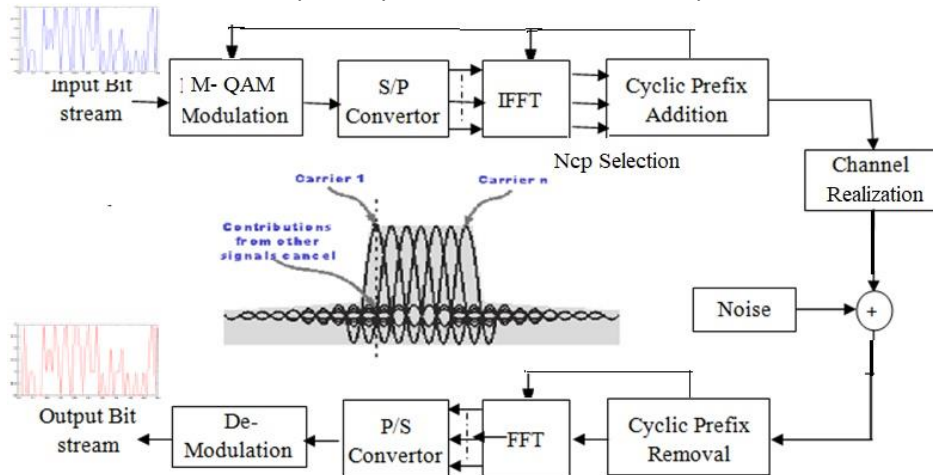 Input Bit
stream
M- QAM
Modulation
S/P
Convertor
IFFT
Cyclic Prefix
Addition
Ncp Selection
Channel
Realization
Carrier 1
Carrier n
Contributions
from other
signals cancel
Noise
+
Output Bit
stream
De-
Modulation
P/S
Convertor
FFT
Cyclic Prefix
Removal